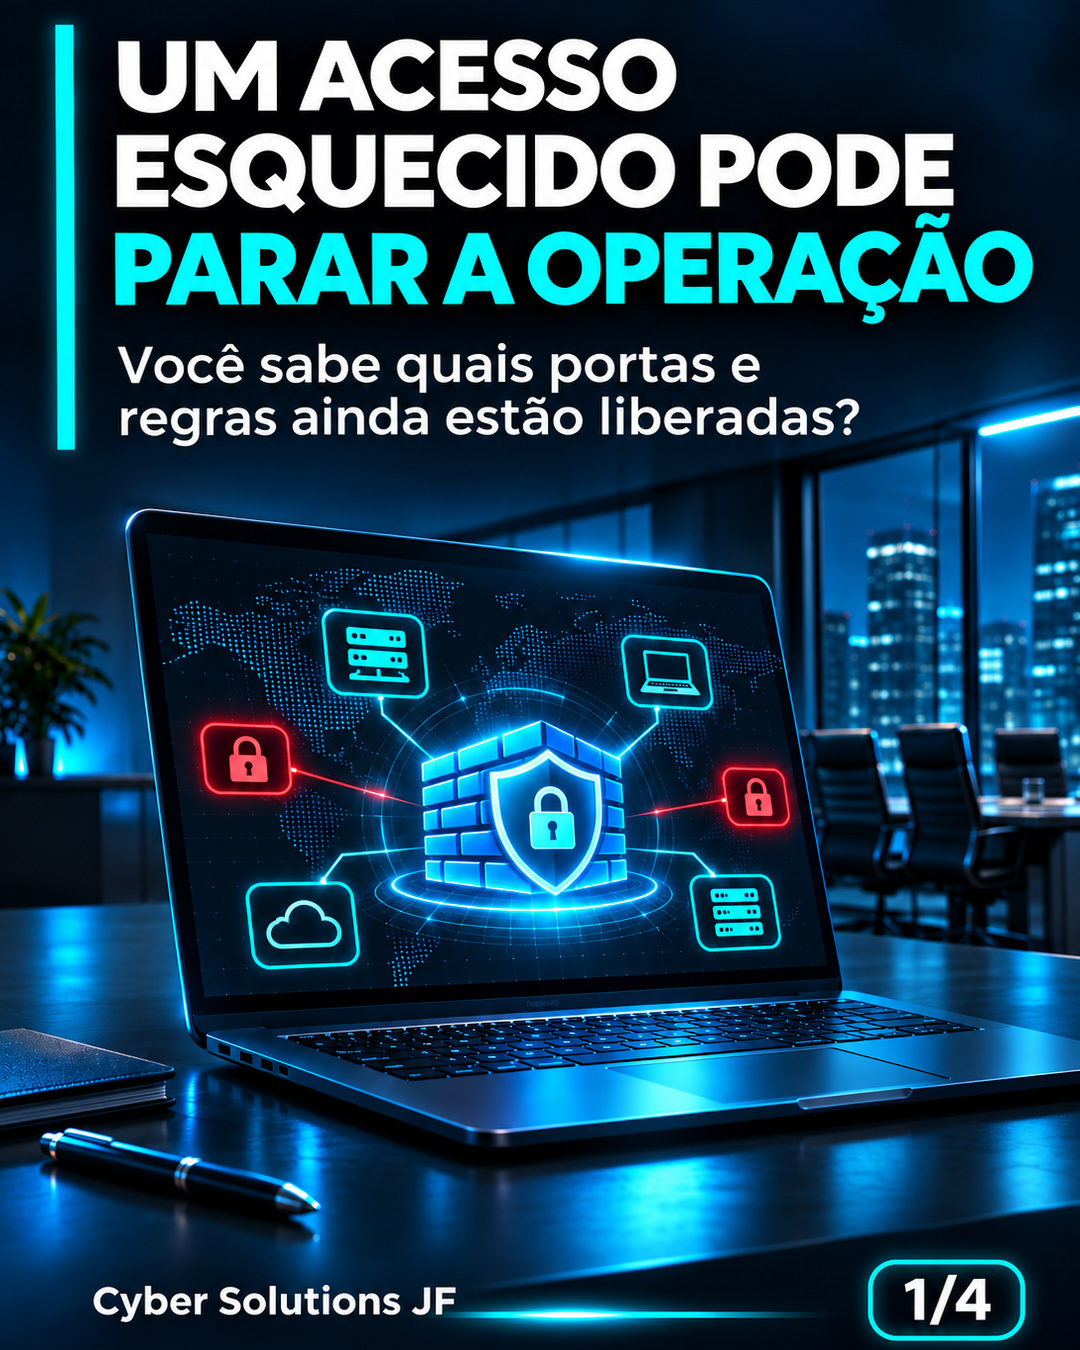 UM ACESSO
ESQUECIDO PODE
PARAR A OPERAÇÃO
Você sabe quais portas e
regras ainda estão liberadas?
Cyber Solutions JF
1/4